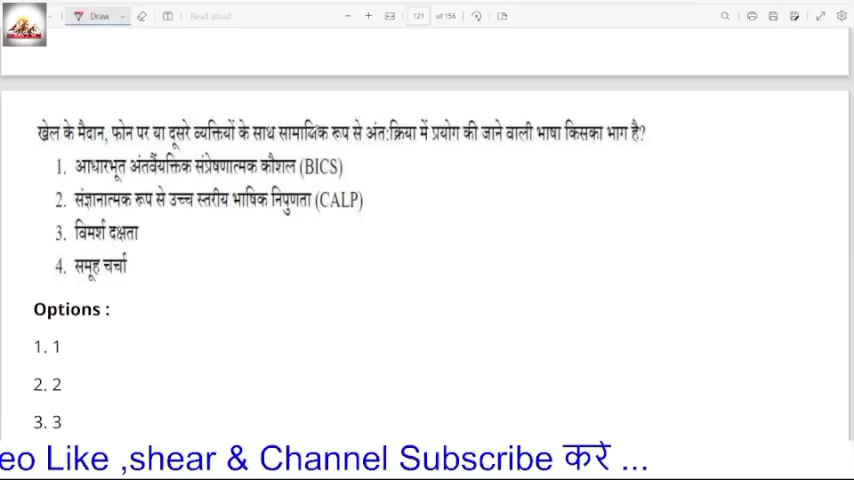 Draw
Read aloud
121 of 156
खेल के मैदान, फोन पर या दूसरे व्यक्तियों के साथ सामाजिक रूप से अंत:क्रिया में प्रयोग की जाने वाली भाषा किसका भाग है?
1. आधारभूत अंतर्वैयक्तिक संप्रेषणात्मक कौशल (BICS)
2. संज्ञानात्मक रूप से उच्च स्तरीय भाषिक निपुणता (CALP)
3. विमर्श दक्षता
4. समूह चर्चा
Options :
1. 1
2. 2
3. 3
eo Like ,shear & Channel Subscribe करे ...